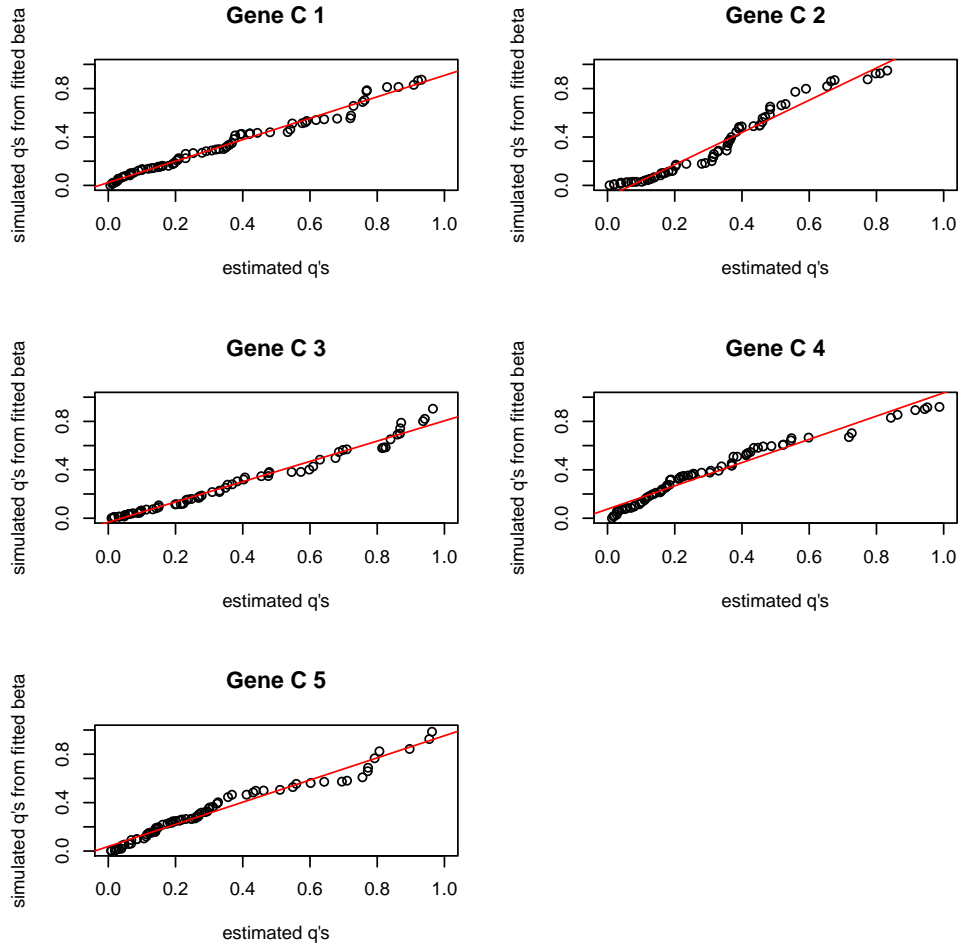 Gene C 1
simulated q's from fitted beta
0.0 0.4 0.8
0.0 0.2 0.4 0.6 0.8 1.0
estimated q's
Gene C 2
simulated q's from fitted beta
0.0 0.4 0.8
0.0 0.2 0.4 0.6 0.8 1.0
estimated q's
Gene C 3
simulated q's from fitted beta
0.0 0.4 0.8
0.0 0.2 0.4 0.6 0.8 1.0
estimated q's
Gene C 4
simulated q's from fitted beta
0.0 0.4 0.8
0.0 0.2 0.4 0.6 0.8 1.0
estimated q's
Gene C 5
simulated q's from fitted beta
0.0 0.4 0.8
0.0 0.2 0.4 0.6 0.8 1.0
estimated q's